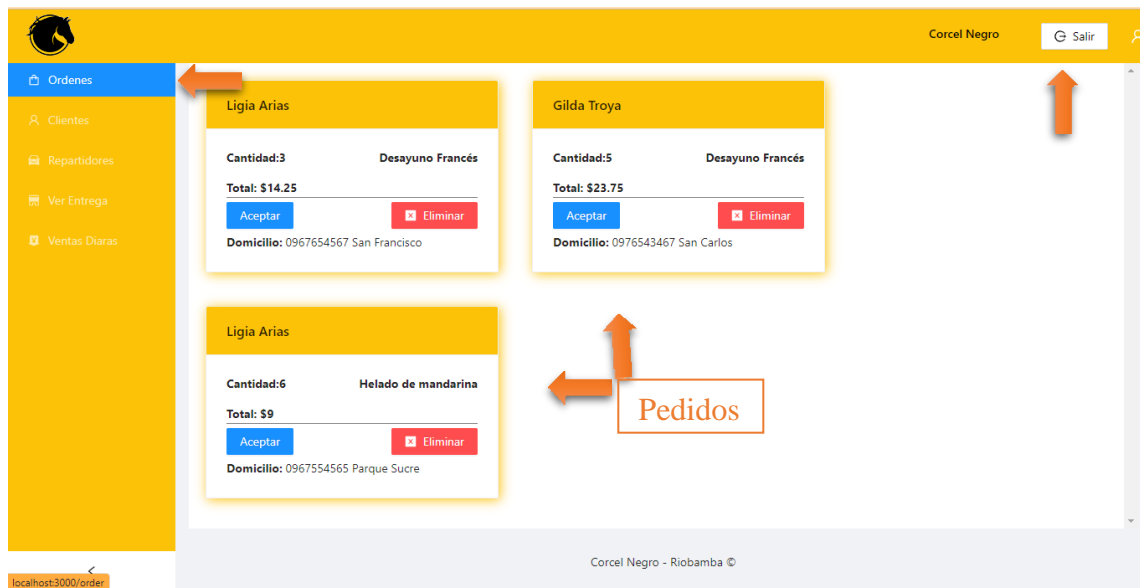 Corcel Negro
Salir
Ordenes
Clientes
Repartidores
Ver Entrega
Ventas Diaras
Ligia Arias
Cantidad:3 Desayuno Francés
Total: $14.25
Aceptar Eliminar
Domicilio: 0967654567 San Francisco
Gilda Troya
Cantidad:5 Desayuno Francés
Total: $23.75
Aceptar Eliminar
Domicilio: 0976543467 San Carlos
Ligia Arias
Cantidad:6 Helado de mandarina
Total: $9
Aceptar Eliminar
Domicilio: 0967554565 Parque Sucre
Pedidos
Corcel Negro - Riobamba ©
localhost:3000/order